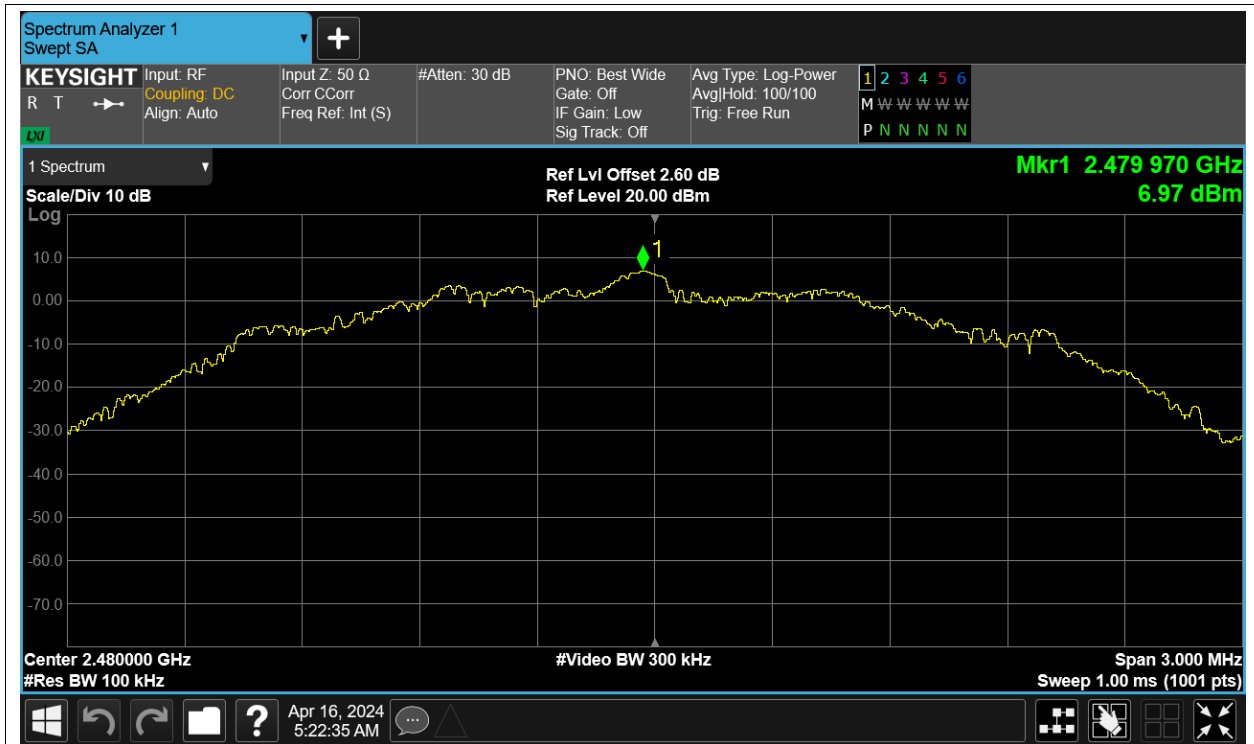 Spectrum Analyzer 1
Swept SA
KEYSIGHT
R T
LXI
Input: RF
Coupling: DC
Align: Auto
Input Z: 50 Ω
Corr CCorr
Freq Ref: Int (S)
#Atten: 30 dB
PNO: Best Wide
Gate: Off
IF Gain: Low
Sig Track: Off
Avg Type: Log-Power
Avg|Hold: 100/100
Trig: Free Run
1 2 3 4 5 6
M W W W W W
P N N N N N
1 Spectrum
Scale/Div 10 dB
Log
Ref Lvl Offset 2.60 dB
Ref Level 20.00 dBm
Mkr1 2.479 970 GHz
6.97 dBm
1
10.0
0.00
-10.0
-20.0
-30.0
-40.0
-50.0
-60.0
-70.0
Center 2.480000 GHz
#Res BW 100 kHz
#Video BW 300 kHz
Span 3.000 MHz
Sweep 1.00 ms (1001 pts)
?
Apr 16, 2024
5:22:35 AM